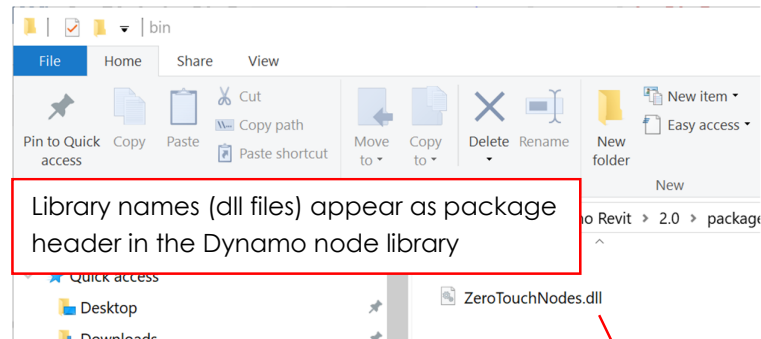 bin
File Home Share View
Pin to Quick access
Copy
Paste
Cut
Copy path
Paste shortcut
Move to
Copy to
Delete
Rename
New folder
New item
Easy access
New
Library names (dll files) appear as package
header in the Dynamo node library
Revit > 2.0 >
Quick access
Desktop
ZeroTouchNodes.dll
Downloads